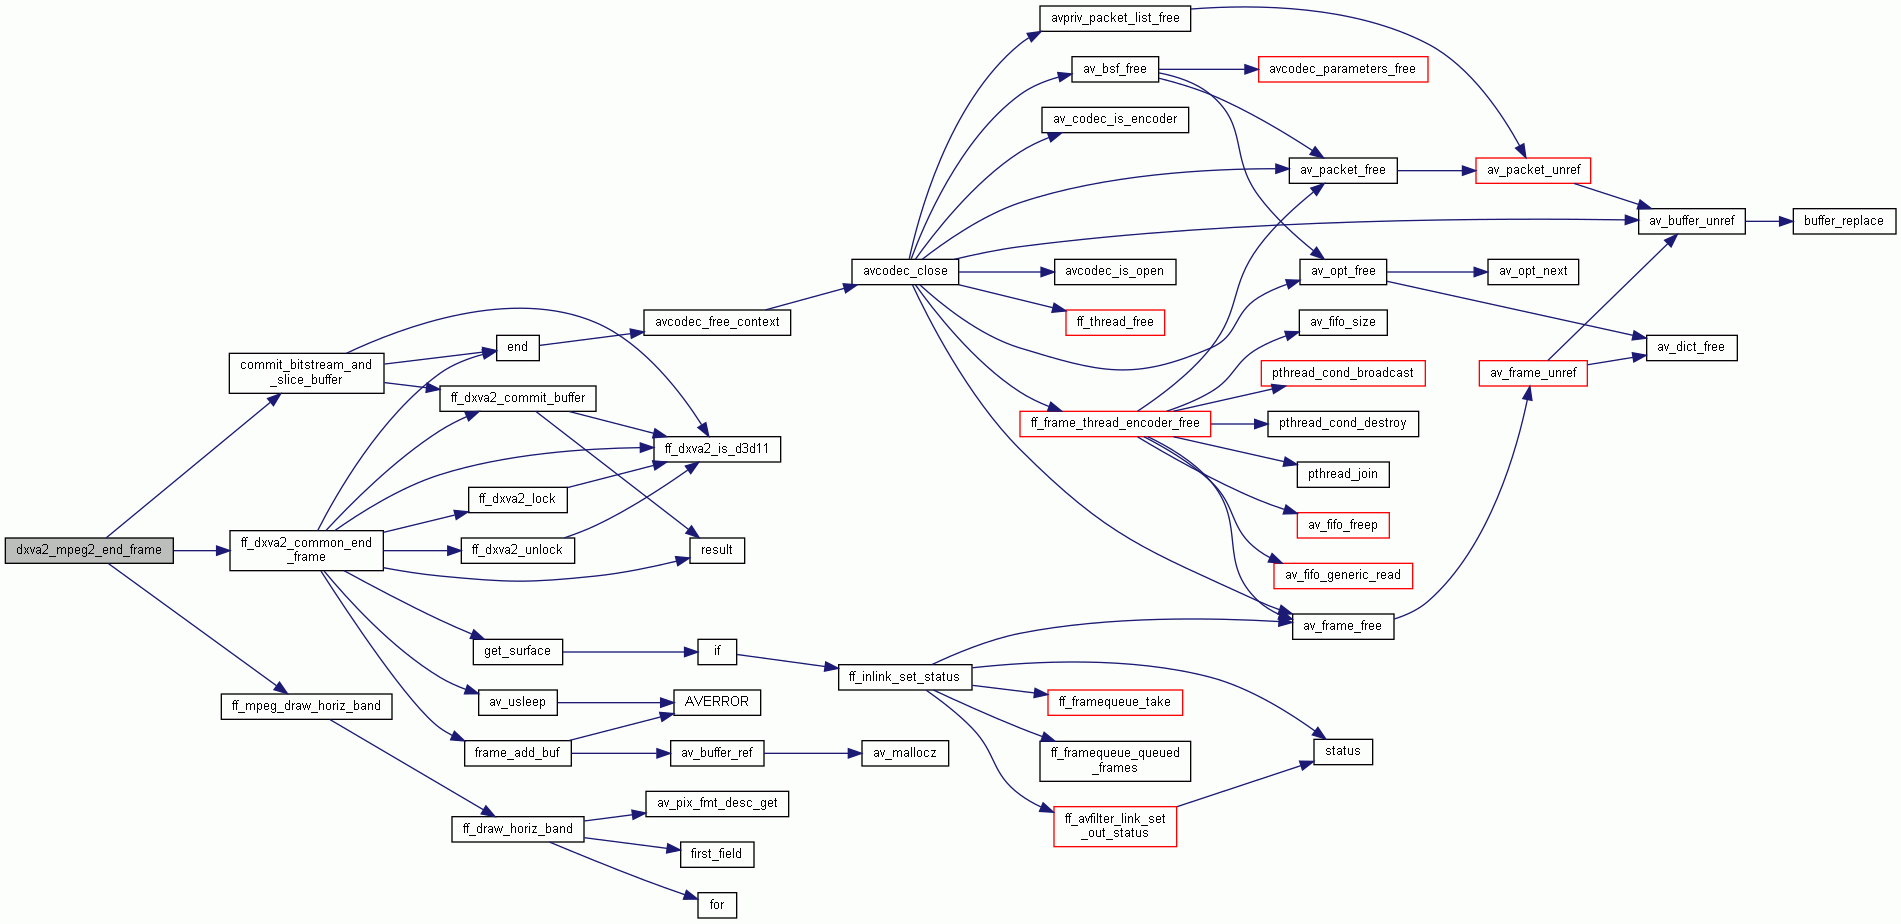 dxva2_mpeg2_end_frame
commit_bitstream_and
_slice_buffer
ff_dxva2_common_end
_frame
ff_mpeg_draw_horiz_band
end
ff_dxva2_commit_buffer
ff_dxva2_lock
ff_dxva2_unlock
get_surface
av_usleep
frame_add_buf
ff_draw_horiz_band
avcodec_free_context
ff_dxva2_is_d3d11
result
if
AVERROR
av_buffer_ref
av_pix_fmt_desc_get
first_field
for
avcodec_close
ff_inlink_set_status
av_mallocz
avpriv_packet_list_free
av_bsf_free
av_codec_is_encoder
avcodec_is_open
ff_thread_free
ff_frame_thread_encoder_free
ff_framequeue_take
ff_framequeue_queued
_frames
ff_avfilter_link_set
_out_status
avcodec_parameters_free
av_packet_free
av_opt_free
av_fifo_size
pthread_cond_broadcast
pthread_cond_destroy
pthread_join
av_fifo_freep
av_fifo_generic_read
av_frame_free
status
av_packet_unref
av_opt_next
av_frame_unref
av_buffer_unref
av_dict_free
buffer_replace